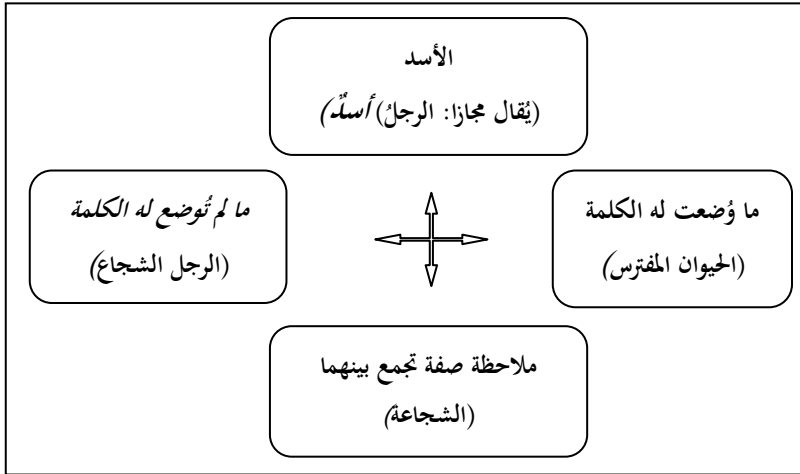 الأسد
(يُقال مجازا: الرجلُ) أسدٌ)
ما وُضعت له الكلمة
(الحيوان المفترس)
ما لم تُوضع له الكلمة
(الرجل الشجاع)
ملاحظة صفة تجمع بينهما
(الشجاعة)